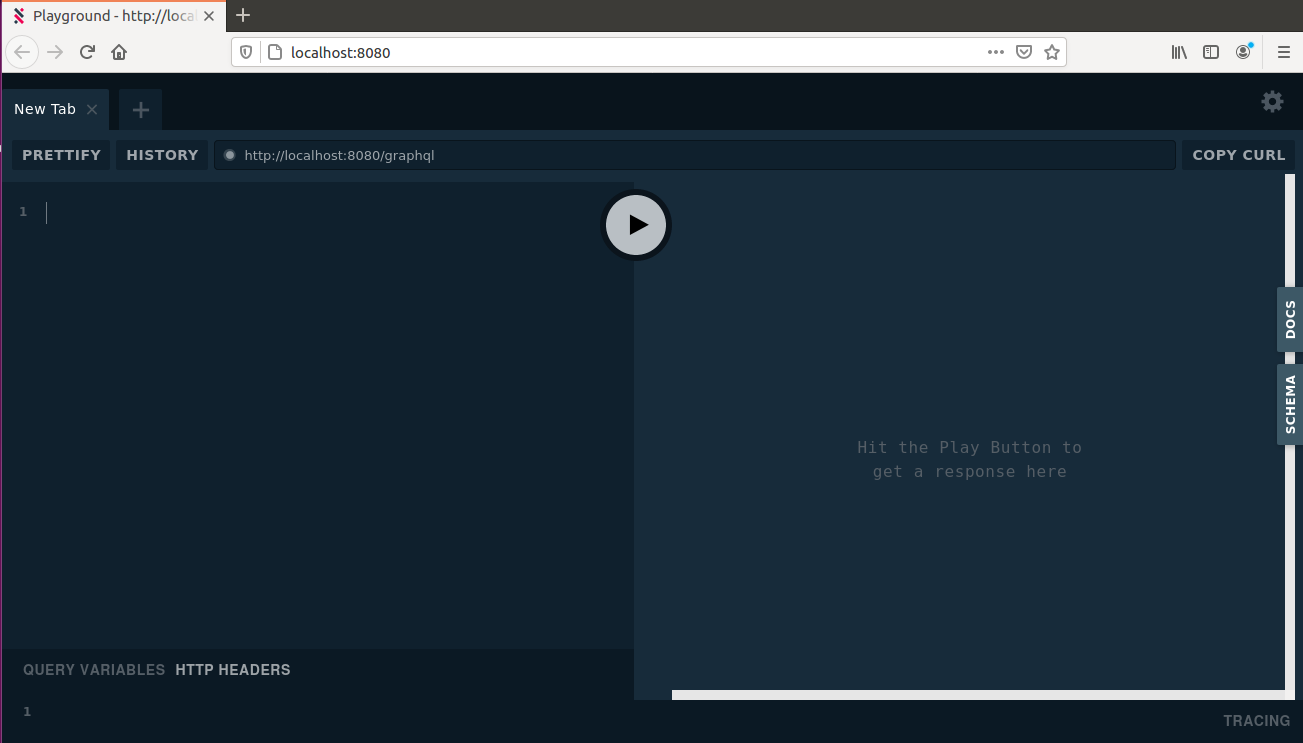 Playground - http://loca
localhost:8080
New Tab
PRETTIFY HISTORY http://localhost:8080/graphql COPY CURL
1
DOCS
SCHEMA
Hit the Play Button to
get a response here
QUERY VARIABLES HTTP HEADERS
1
TRACING